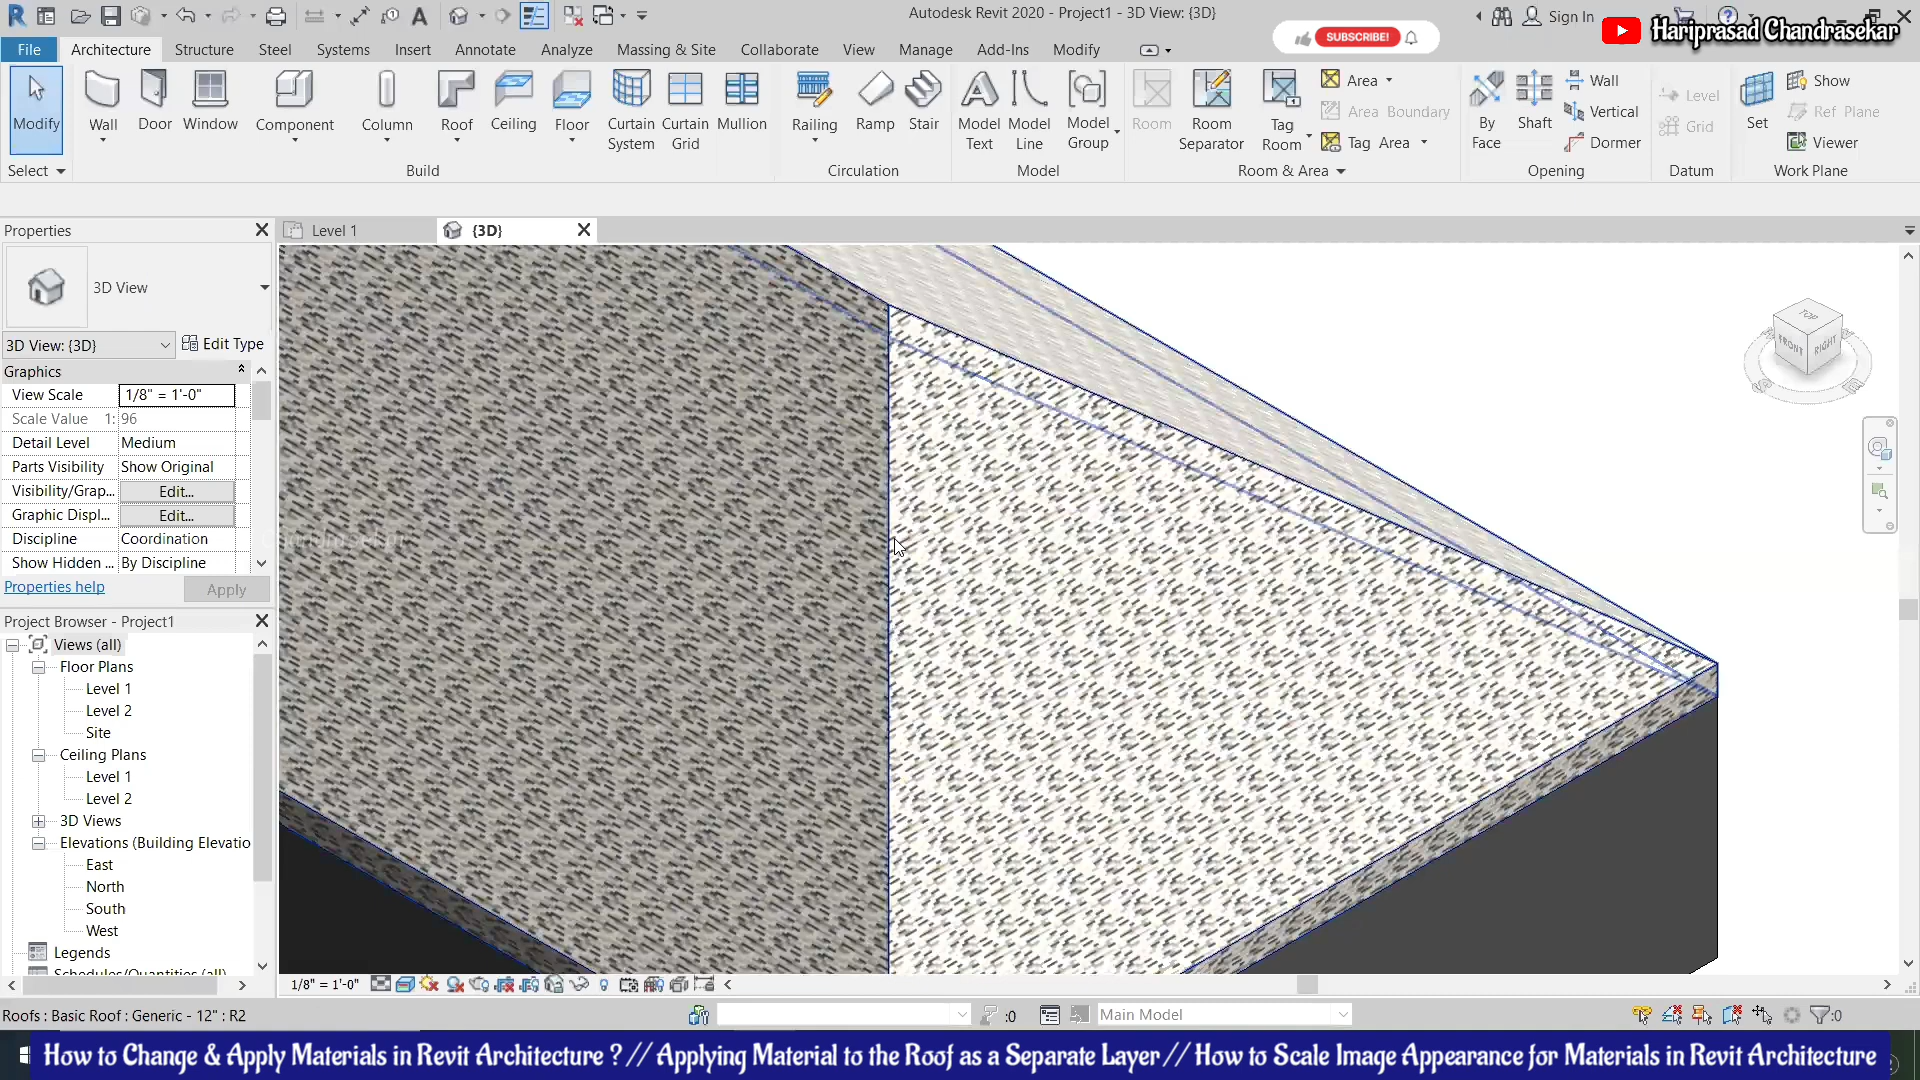 Autodesk Revit 2020 - Project1 - 3D View: {3D}
Sign In
SUBSCRIBE!
Hariprasad Chandrasekar
File Architecture Structure Steel Systems Insert Annotate Analyze Massing & Site Collaborate View Manage Add-Ins Modify
Modify
Wall
Door
Window
Component
Column
Roof
Ceiling
Floor
Curtain System
Curtain Grid
Mullion
Railing
Ramp
Stair
Model Text
Model Line
Model Group
Room
Room Separator
Tag Room
Area
Area Boundary
Tag Area
By Face
Shaft
Wall
Vertical
Dormer
Level
Grid
Set
Show
Ref Plane
Viewer
Select
Build
Circulation
Model
Room & Area
Opening
Datum
Work Plane
Properties
Level 1
{3D}
3D View
3D View: {3D}
Edit Type
Graphics
View Scale 1/8" = 1'-0"
Scale Value 1: 96
Detail Level Medium
Parts Visibility Show Original
Visibility/Grap... Edit...
Graphic Displ... Edit...
Discipline Coordination
Show Hidden ... By Discipline
Properties help
Apply
Project Browser - Project1
Views (all)
Floor Plans
Level 1
Level 2
Site
Ceiling Plans
Level 1
Level 2
3D Views
Elevations (Building Elevatio
East
North
South
West
Legends
Schedules/Quantities (all)
TOP
FRONT
RIGHT
1/8" = 1'-0"
Roofs : Basic Roof : Generic - 12" : R2
:0
Main Model
:0
How to Change & Apply Materials in Revit Architecture ? // Applying Material to the Roof as a Separate Layer // How to Scale Image Appearance for Materials in Revit Architecture